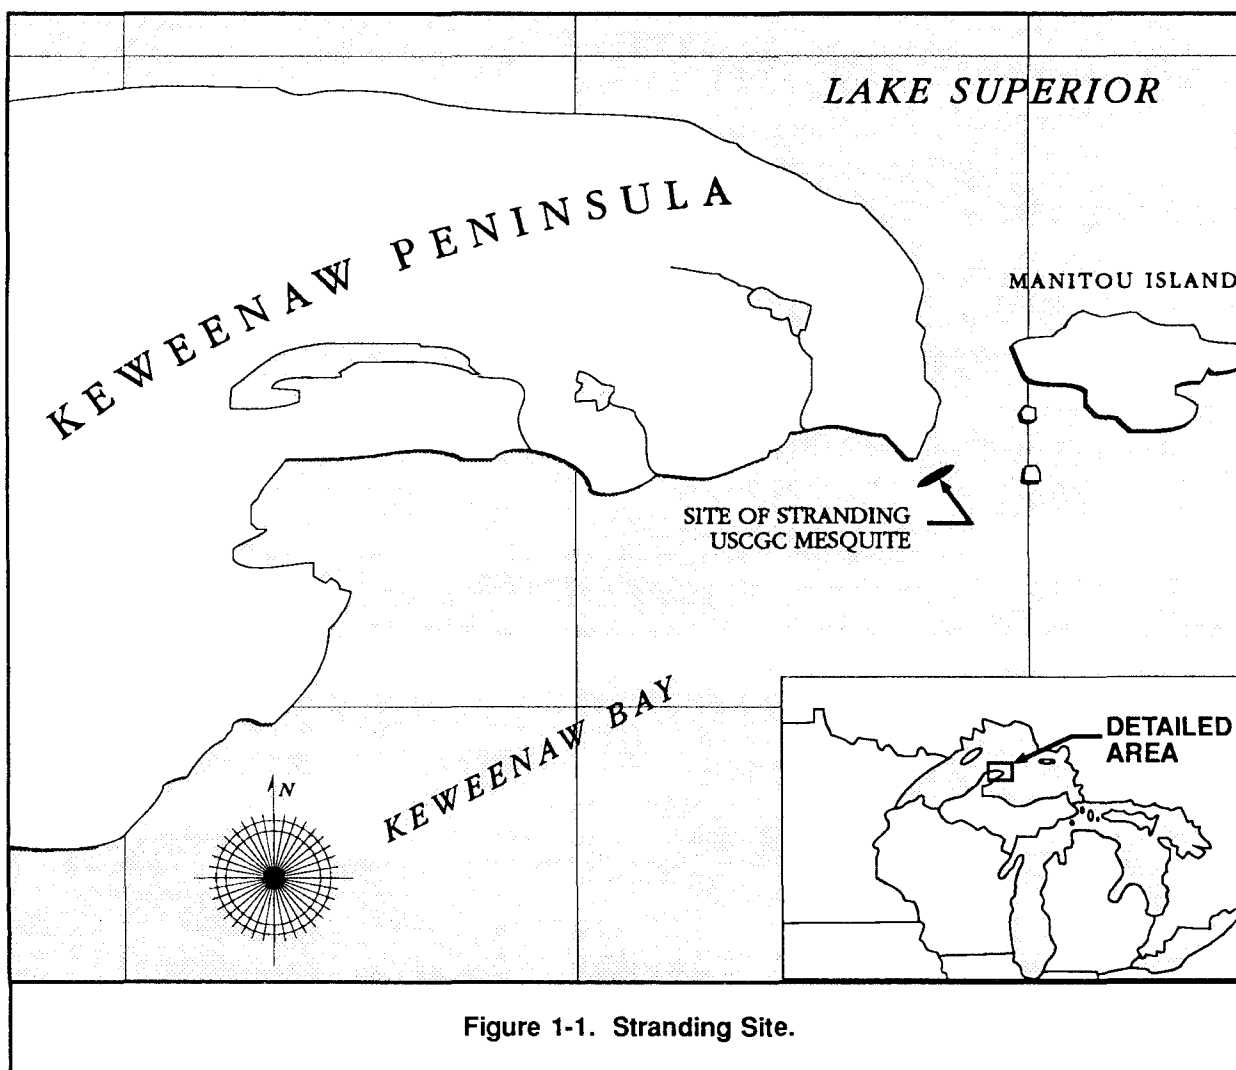 LAKE SUPERIOR
KEWEENAW PENINSULA
MANITOU ISLAND
SITE OF STRANDING
USCGC MESQUITE
KEWEENAW BAY
N
DETAILED
AREA
Figure 1-1. Stranding Site.